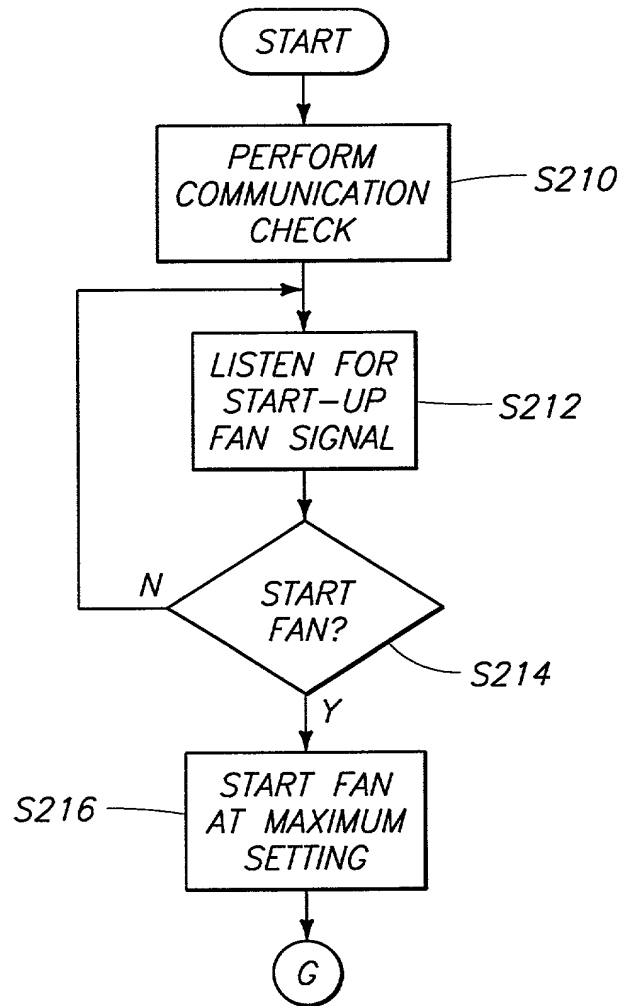 START
PERFORM
COMMUNICATION
CHECK
S210
LISTEN FOR
START-UP
FAN SIGNAL
S212
START
FAN?
N
S214
Y
START FAN
AT MAXIMUM
SETTING
S216
G